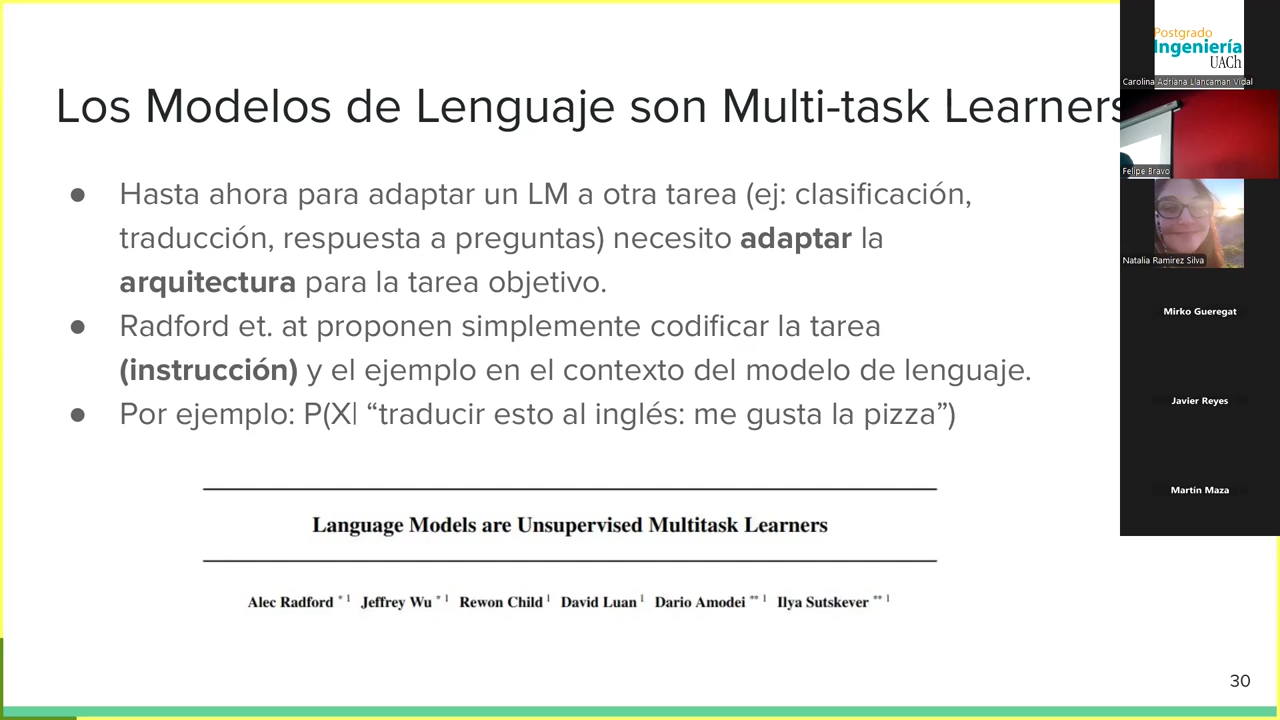 Los Modelos de Lenguaje son Multi-task Learners
● Hasta ahora para adaptar un LM a otra tarea (ej: clasificación,
traducción, respuesta a preguntas) necesito adaptar la
arquitectura para la tarea objetivo.
● Radford et. at proponen simplemente codificar la tarea
(instrucción) y el ejemplo en el contexto del modelo de lenguaje.
● Por ejemplo: P(X| “traducir esto al inglés: me gusta la pizza”)
Language Models are Unsupervised Multitask Learners
Alec Radford * 1 Jeffrey Wu * 1 Rewon Child 1 David Luan 1 Dario Amodei ** 1 Ilya Sutskever ** 1
30
Postgrado
Ingeniería
UACh
Carolina Adriana Llancaman Vidal
Felipe Bravo
Natalia Ramirez Silva
Mirko Gueregat
Javier Reyes
Martín Maza